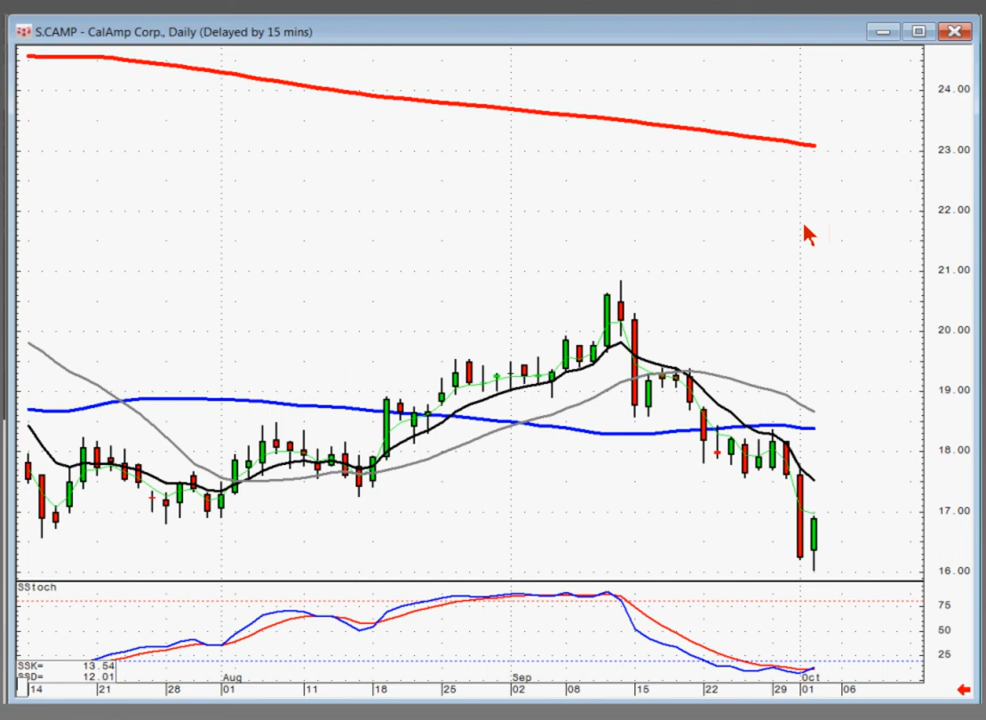 S.CAMP - CalAmp Corp., Daily (Delayed by 15 mins)
24.00
23.00
22.00
21.00
20.00
19.00
18.00
17.00
16.00
SStoch
75
50
25
SSK= 13.54
SSD= 12.01
Aug Sep Oct
14 21 28 01 11 18 25 02 08 15 22 29 01 06